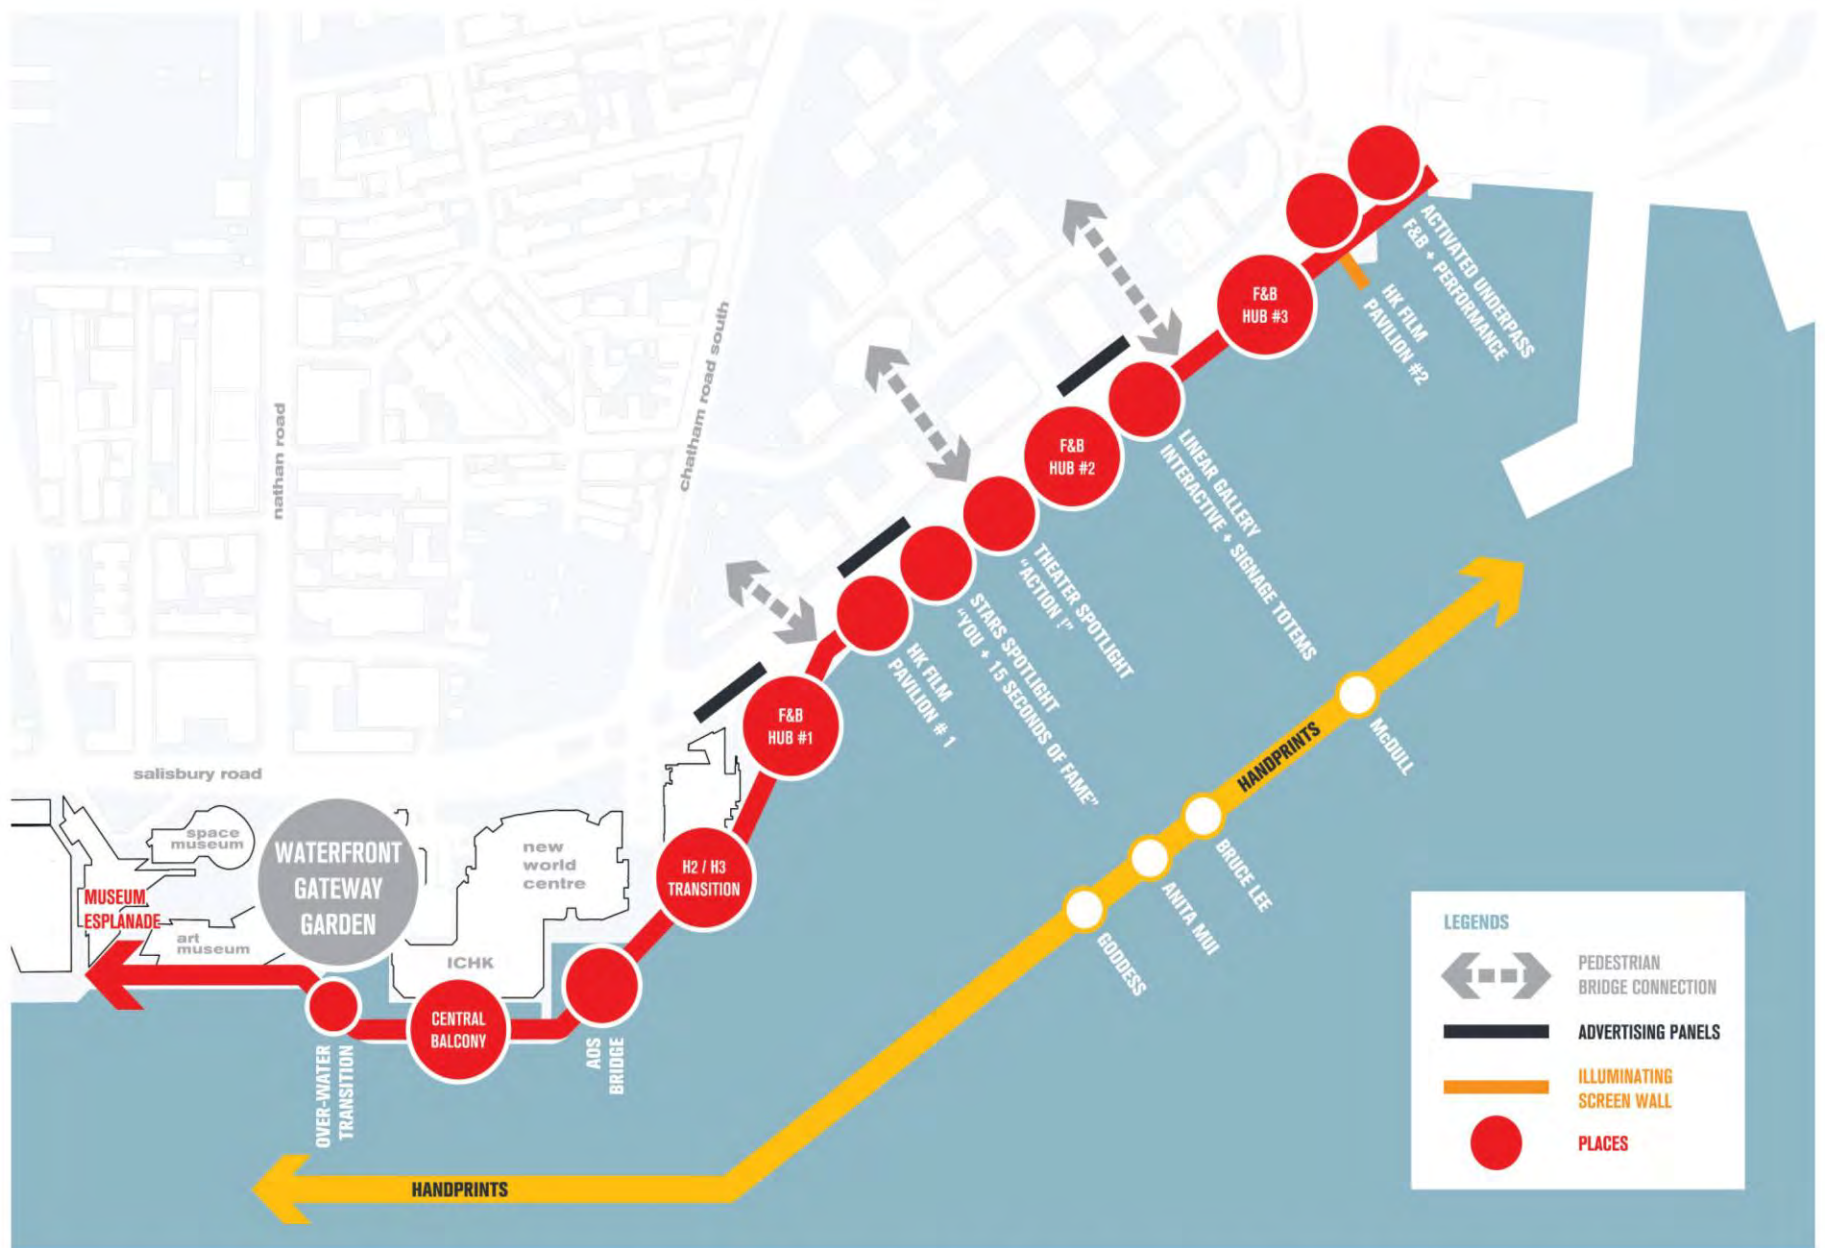 nathan road
chatham road south
salisbury road
space
museum
WATERFRONT
GATEWAY
GARDEN
MUSEUM
ESPLANADE
art
museum
new
world
centre
ICHK
OVER-WATER
TRANSITION
CENTRAL
BALCONY
AOS
BRIDGE
H2 / H3
TRANSITION
F&B
HUB #1
HK FILM
PAVILION # 1
STARS SPOTLIGHT
"YOU + 15 SECONDS OF FAME"
THEATER SPOTLIGHT
"ACTION !"
F&B
HUB #2
LINEAR GALLERY
INTERACTIVE + SIGNAGE TOTEMS
F&B
HUB #3
HK FILM
PAVILION #2
ACTIVATED UNDERPASS
F&B + PERFORMANCE
HANDPRINTS
GODDESS
ANITA MUI
BRUCE LEE
HANDPRINTS
McDULL
LEGENDS
PEDESTRIAN
BRIDGE CONNECTION
ADVERTISING PANELS
ILLUMINATING
SCREEN WALL
PLACES